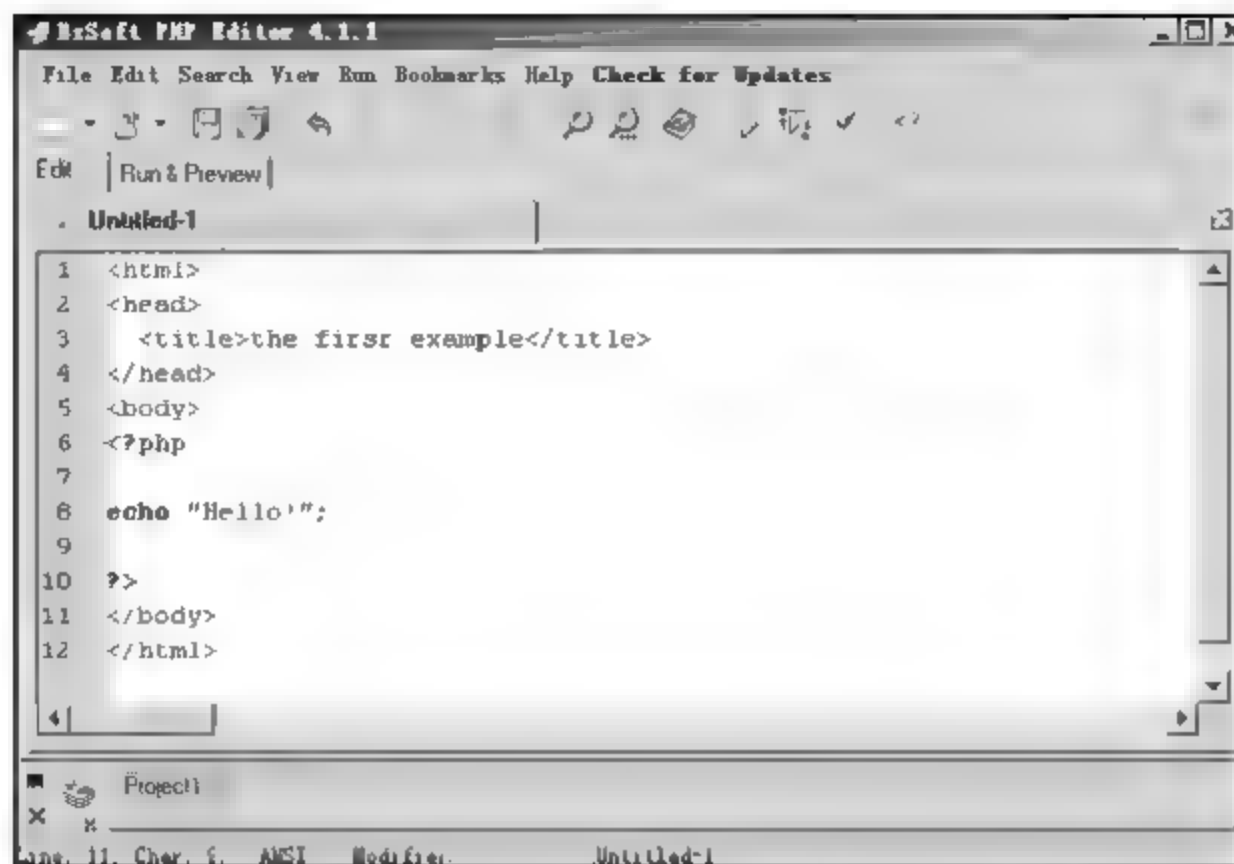 MzSoft PHP Editor 4.1.1
File Edit Search View Run Bookmarks Help Check for Updates
Edit Run & Preview
Untitled-1
1 <html>
2 <head>
3 <title>the first example</title>
4 </head>
5 <body>
6 <?php
7
8 echo "Hello!";
9
10 ?>
11 </body>
12 </html>
Project1
Line: 11, Char: ANSI Modified Untitled-1